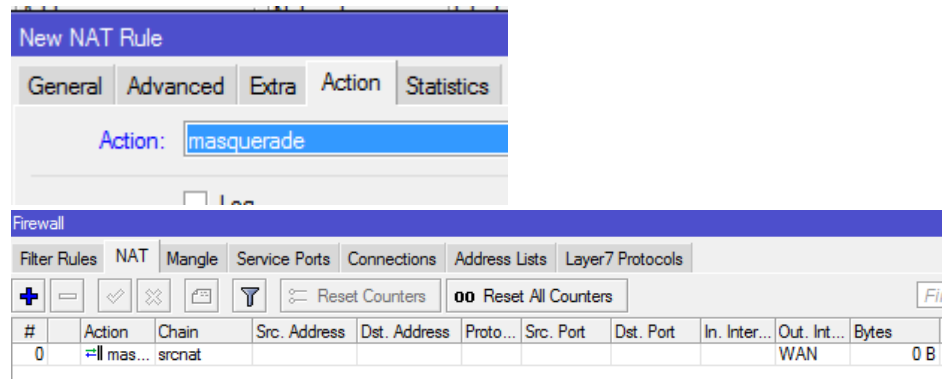 New NAT Rule
General Advanced Extra Action Statistics
Action: masquerade
Firewall
Filter Rules NAT Mangle Service Ports Connections Address Lists Layer7 Protocols
Reset Counters 00 Reset All Counters
# Action Chain Src. Address Dst. Address Proto... Src. Port Dst. Port In. Inter... Out. Int... Bytes
0 mas... srcnat WAN 0 B